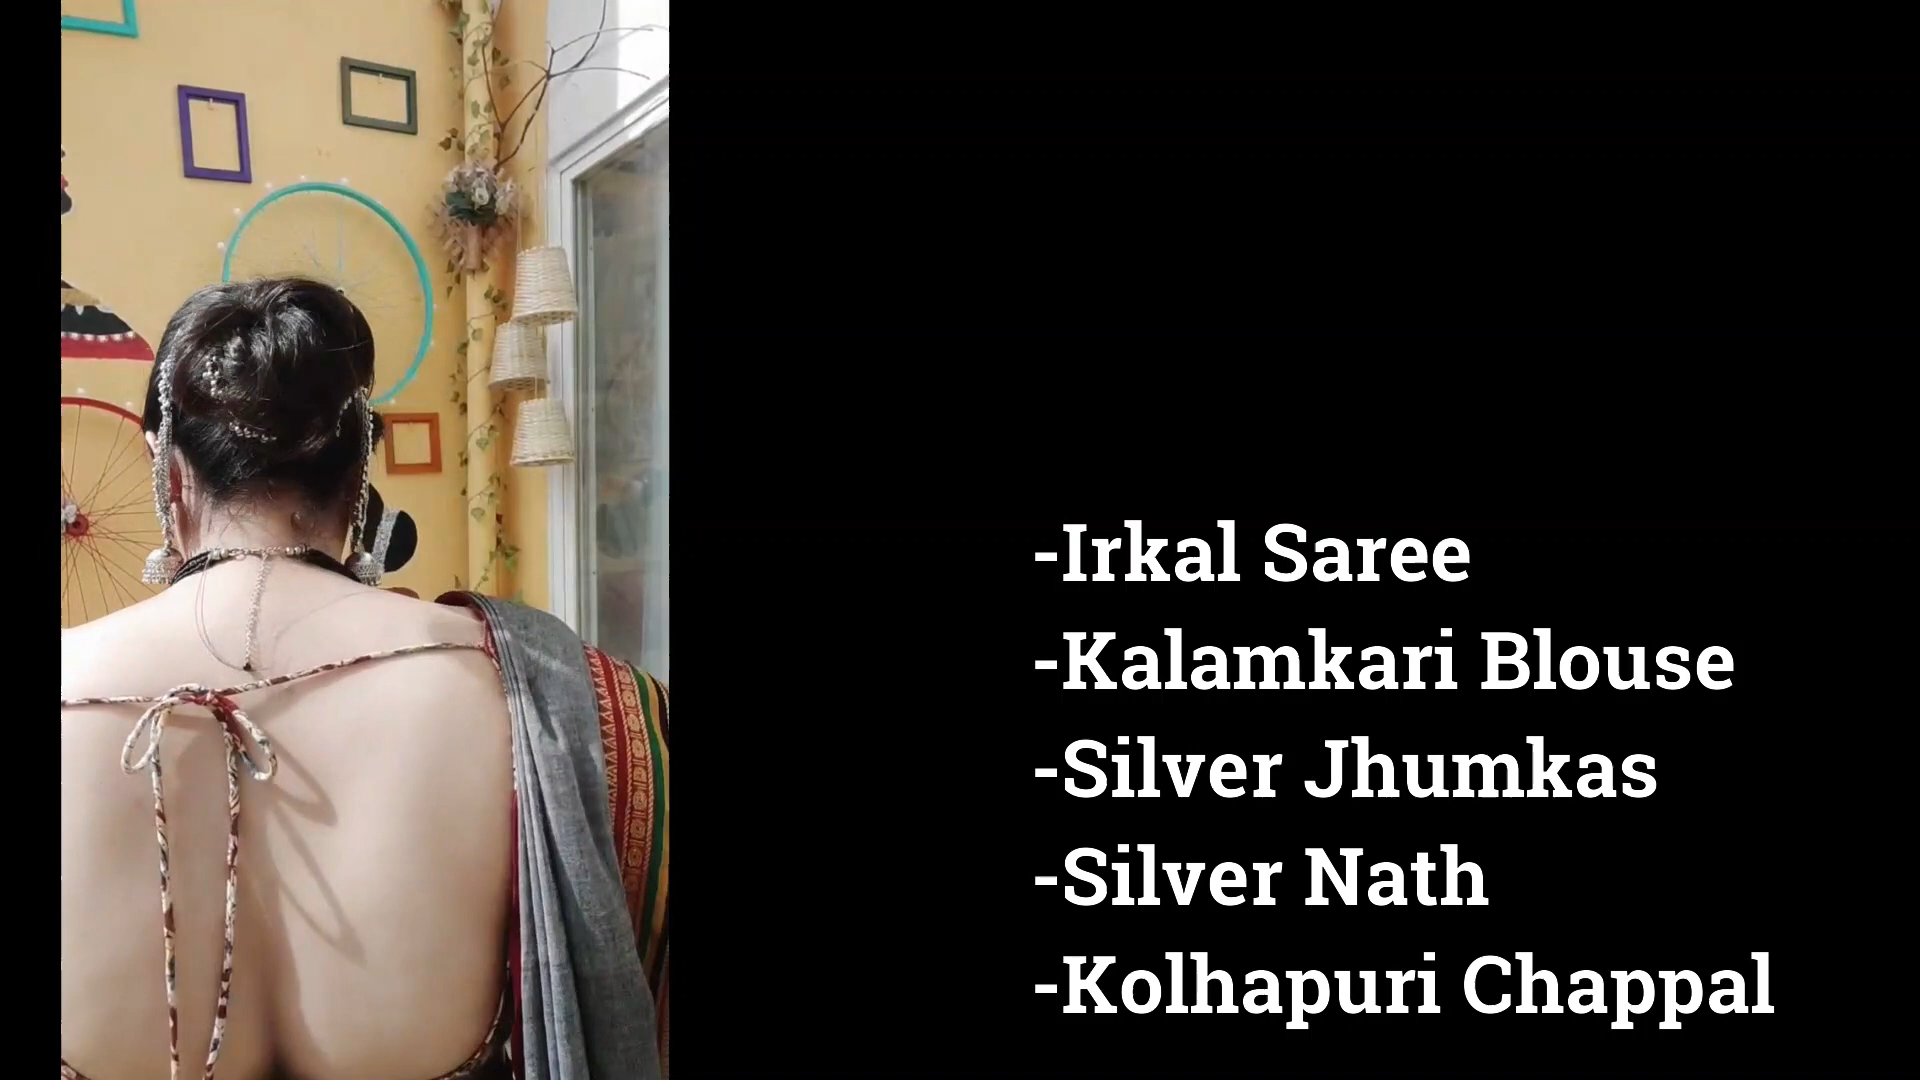 -Irkal Saree
-Kalamkari Blouse
-Silver Jhumkas
-Silver Nath
-Kolhapuri Chappal